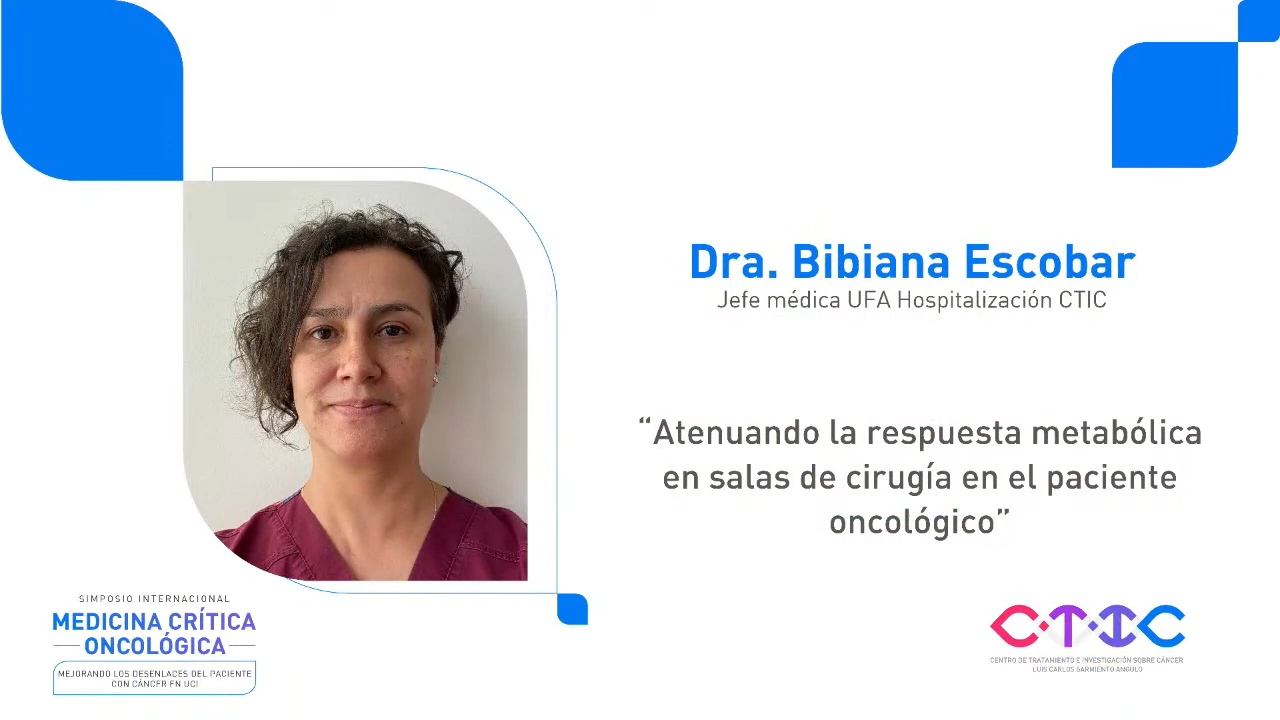 Dra. Bibiana Escobar
Jefe médica UFA Hospitalización CTIC
“Atenuando la respuesta metabólica
en salas de cirugía en el paciente
oncológico”
SIMPOSIO INTERNACIONAL
MEDICINA CRÍTICA
ONCOLÓGICA
MEJORANDO LOS DESENLACES DEL PACIENTE
CON CÁNCER EN UCI
CTIC
CENTRO DE TRATAMIENTO E INVESTIGACIÓN SOBRE CÁNCER
LUIS CARLOS SARMIENTO ANGULO